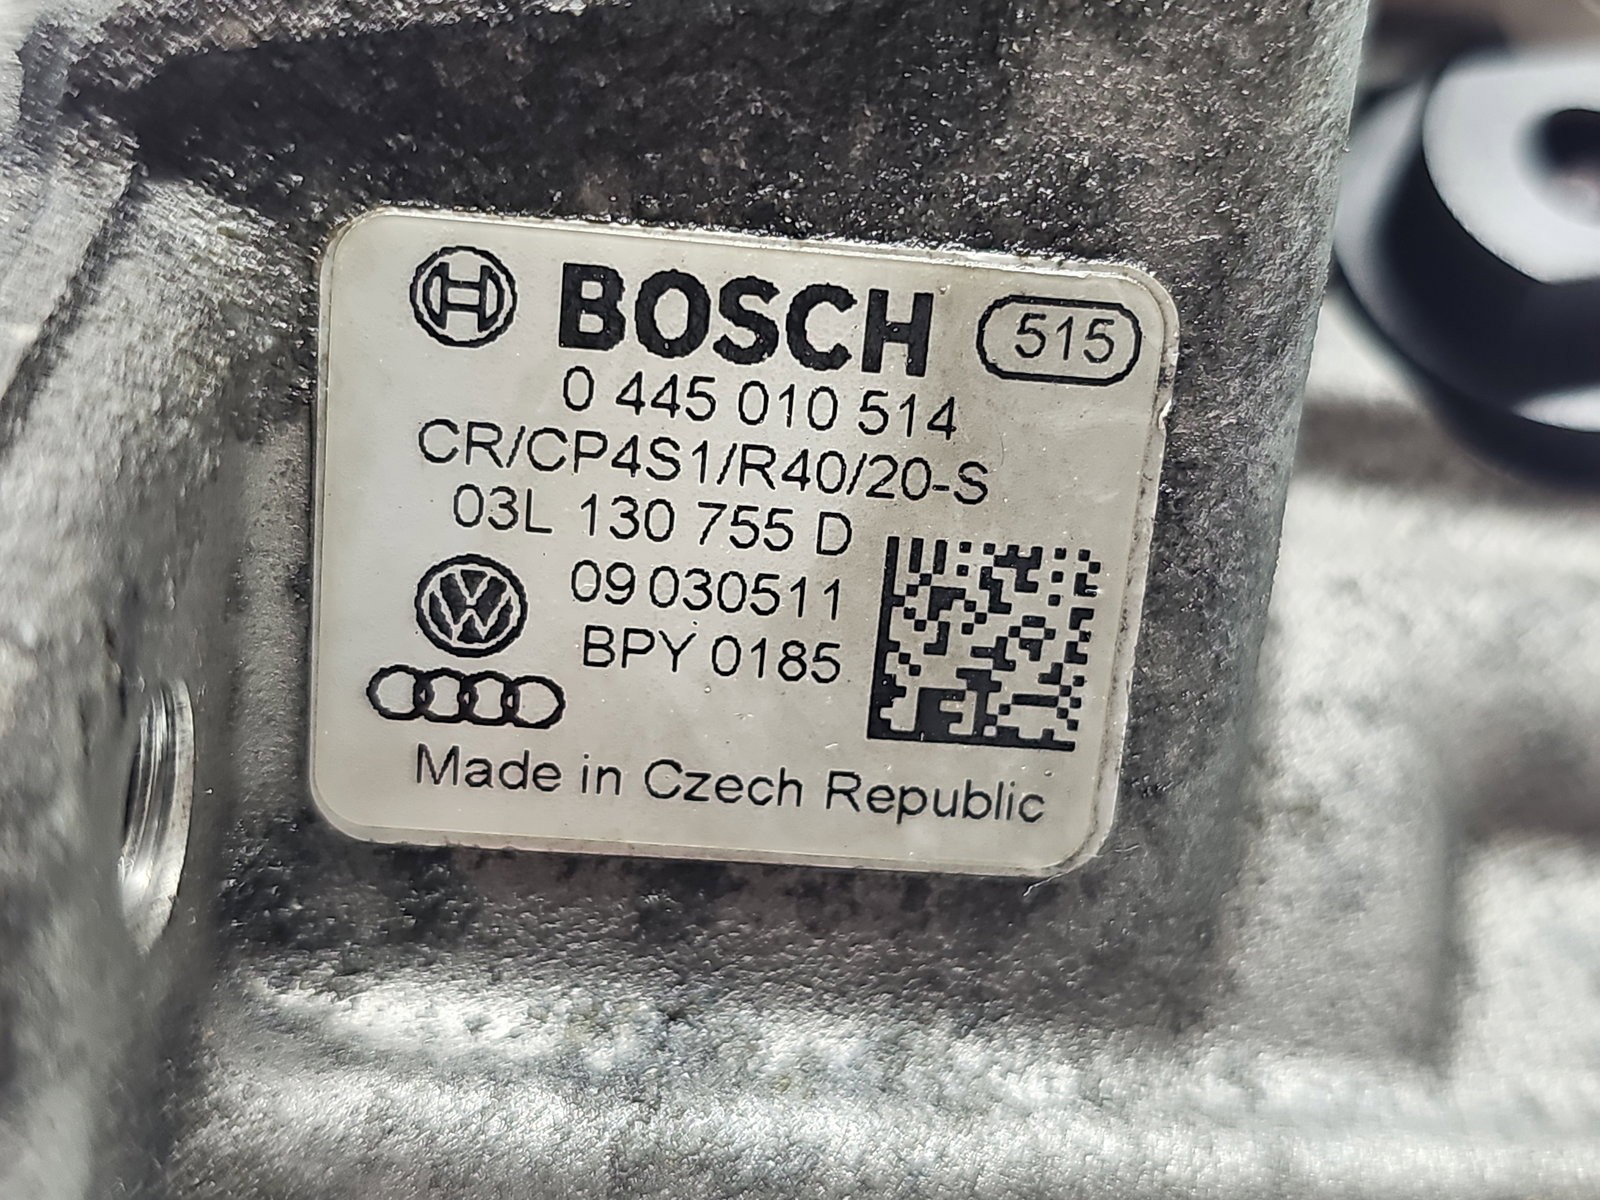 BOSCH 515
0 445 010 514
CR/CP4S1/R40/20-S
03L 130 755 D
09 030511
BPY 0185
Made in Czech Republic